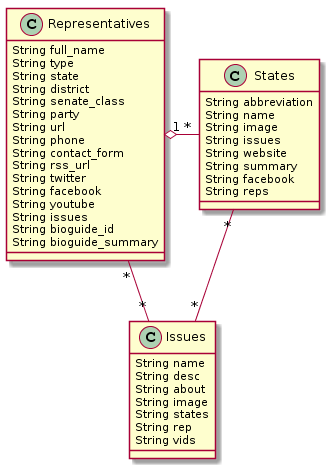 C Representatives
String full_name
String type
String state
String district
String senate_class
String party
String url
String phone
String contact_form
String rss_url
String twitter
String facebook
String youtube
String issues
String bioguide_id
String bioguide_summary
1 *
C States
String abbreviation
String name
String image
String issues
String website
String summary
String facebook
String reps
*
*
*
*
C Issues
String name
String desc
String about
String image
String states
String rep
String vids